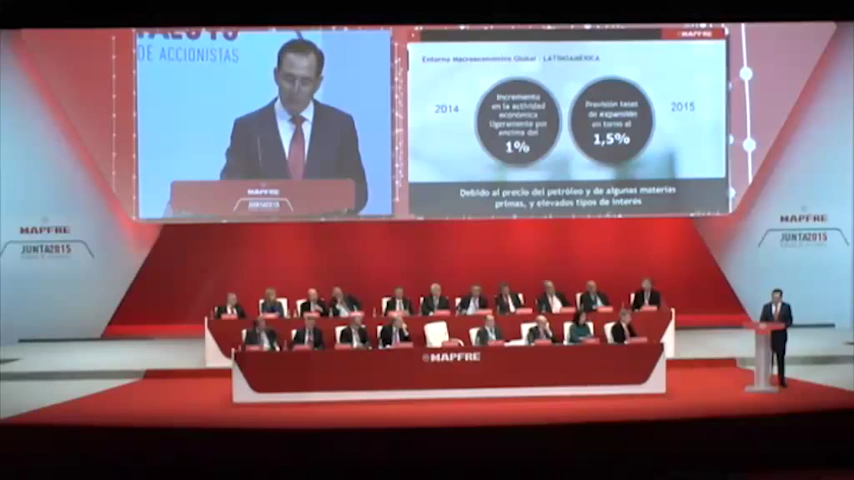 DE ACCIONISTAS
MAPFRE
JUNTA2015
MAPFRE
Entorno Macroeconómico Global - LATINOAMÉRICA
2014
Incremento
en la actividad
económica
ligeramente por
encima del
1%
Previsión tasas
de expansión
en torno al
1,5%
2015
Debido al precio del petróleo y de algunas materias
primas, y elevados tipos de interés
MAPFRE
JUNTA2015
MAPFRE
JUNTA2015
MAPFRE